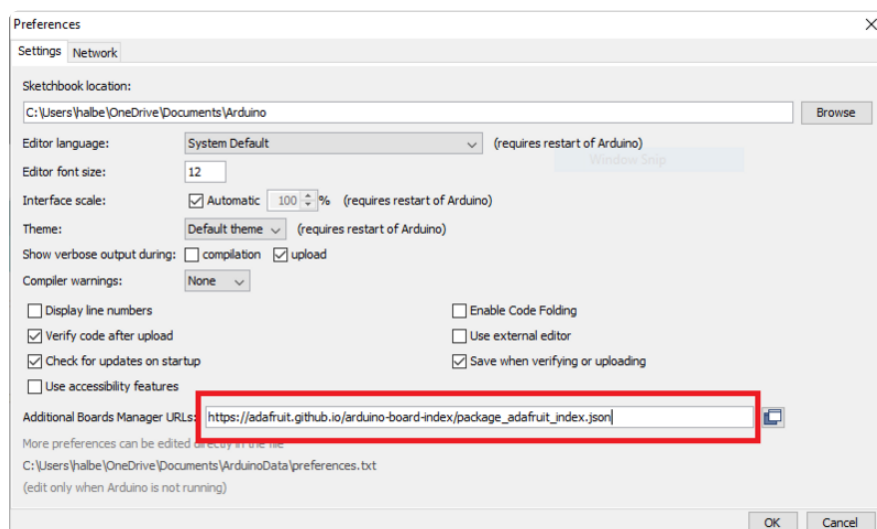 Preferences
Settings Network
Sketchbook location:
C:\Users\halbe\OneDrive\Documents\Arduino Browse
Editor language: System Default (requires restart of Arduino)
Window Snip
Editor font size: 12
Interface scale: Automatic 100 % (requires restart of Arduino)
Theme: Default theme (requires restart of Arduino)
Show verbose output during: compilation upload
Compiler warnings: None
Display line numbers Enable Code Folding
Verify code after upload Use external editor
Check for updates on startup Save when verifying or uploading
Use accessibility features
Additional Boards Manager URLs: https://adafruit.github.io/arduino-board-index/package_adafruit_index.json
More preferences can be edited directly in the file
C:\Users\halbe\OneDrive\Documents\ArduinoData\preferences.txt
(edit only when Arduino is not running)
OK Cancel